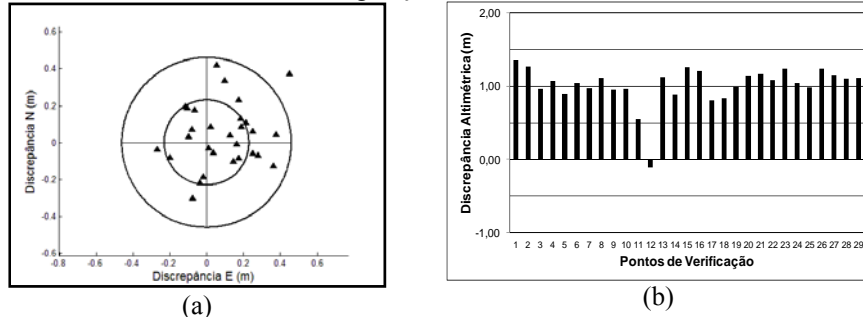 0.6
0.4
0.2
0
-0.2
-0.4
-0.6
-0.8 -0.6 -0.4 -0.2 0 0.2 0.4 0.6
Discrepância N (m)
Discrepância E (m)
(a)
2,00
1,00
0,00
-1,00
Discrepância Altimétrica (m)
1 2 3 4 5 6 7 8 9 10 11 12 13 14 15 16 17 18 19 20 21 22 23 24 25 26 27 28 29
Pontos de Verificação
(b)